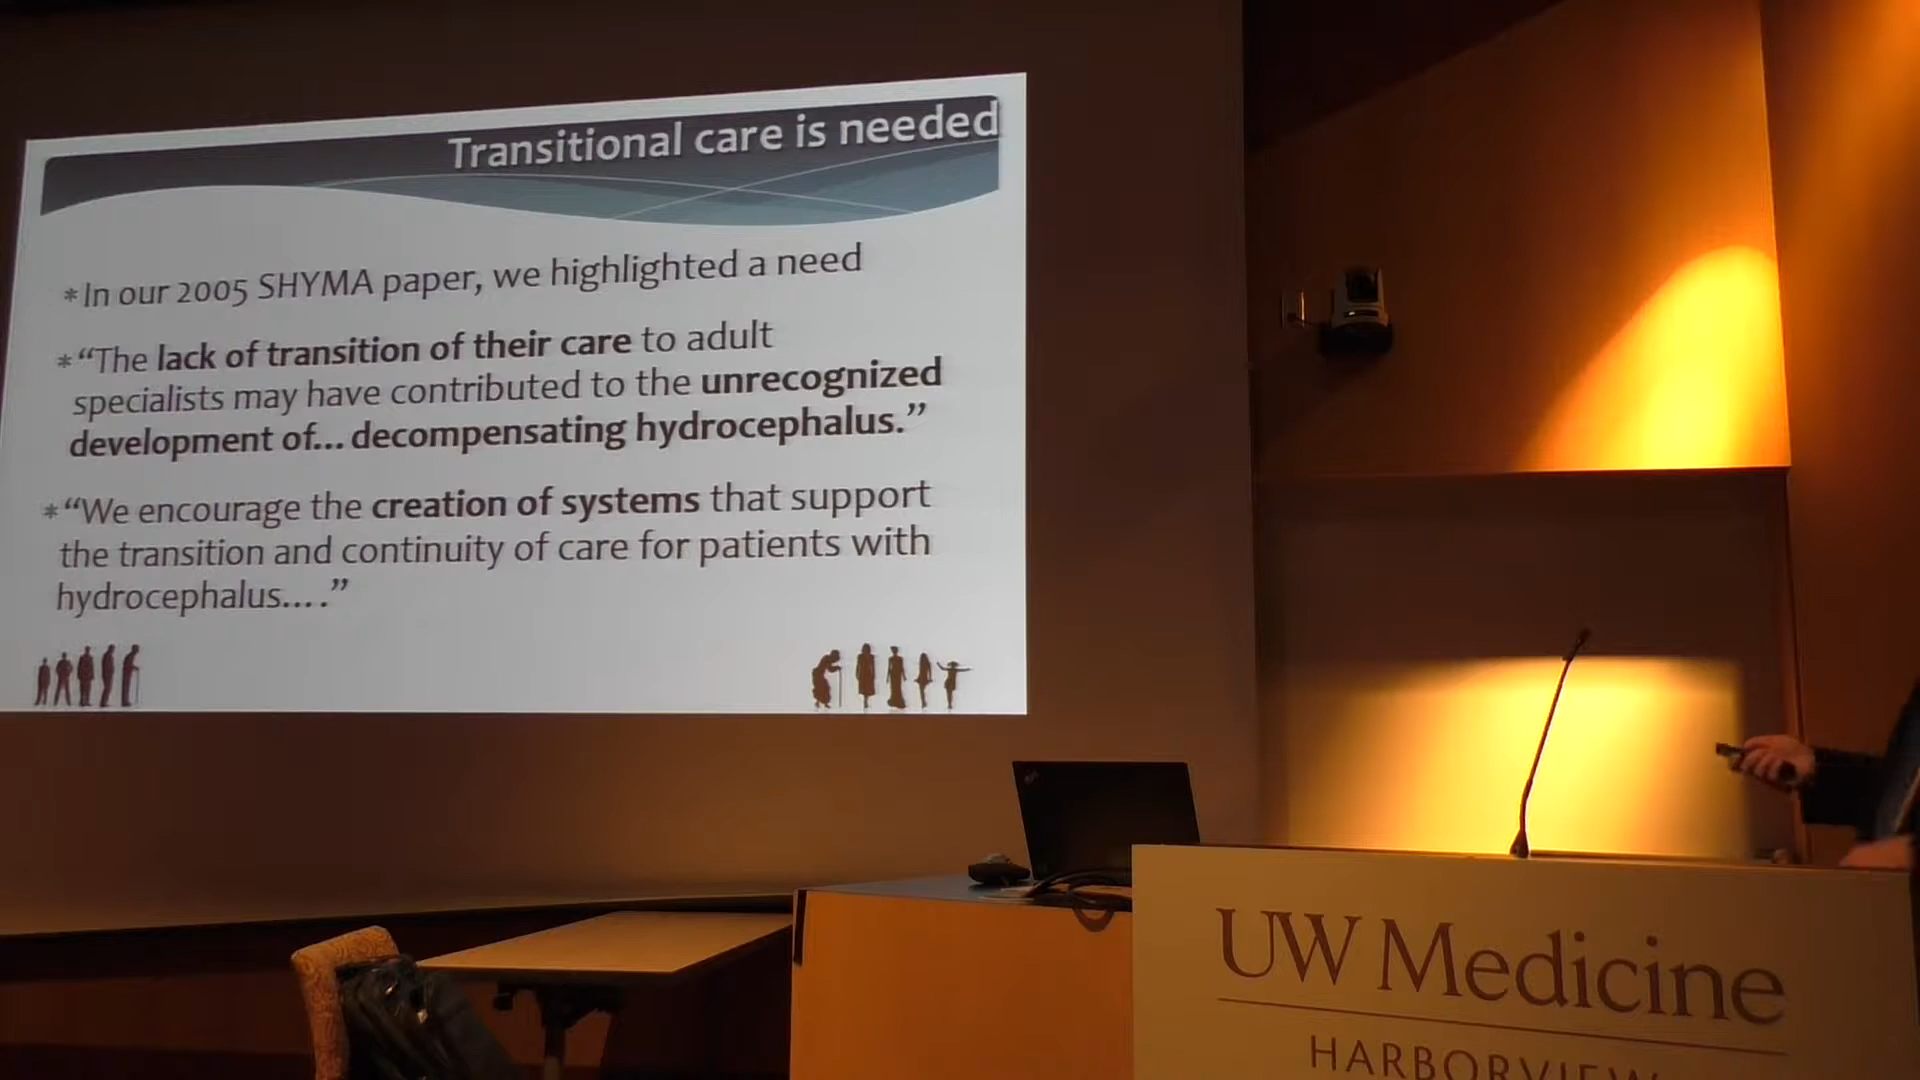 Transitional care is needed
*In our 2005 SHYMA paper, we highlighted a need
*“The lack of transition of their care to adult
specialists may have contributed to the unrecognized
development of... decompensating hydrocephalus.”
*“We encourage the creation of systems that support
the transition and continuity of care for patients with
hydrocephalus....”
UW Medicine
HARBORVIEW